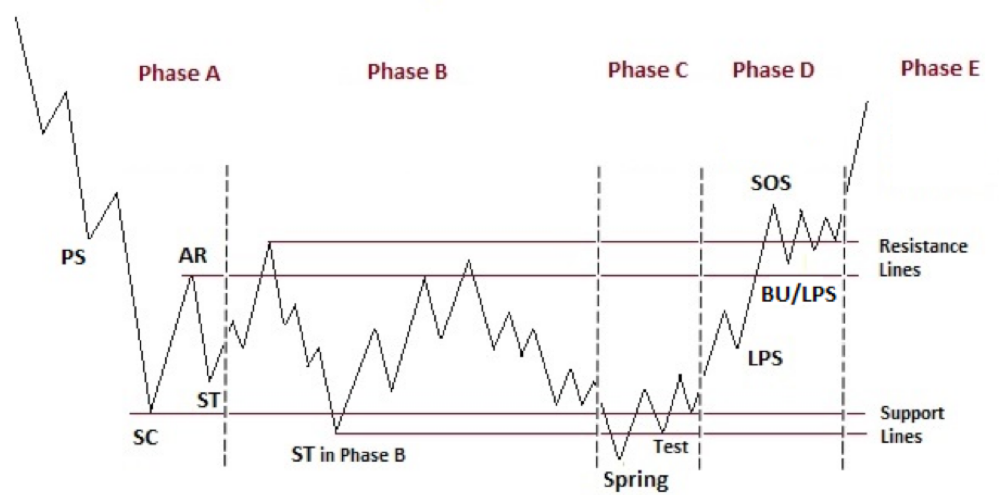 Phase A
Phase B
Phase C
Phase D
Phase E
SOS
PS
AR
Resistance
Lines
BU/LPS
LPS
ST
Support
Lines
SC
ST in Phase B
Test
Spring